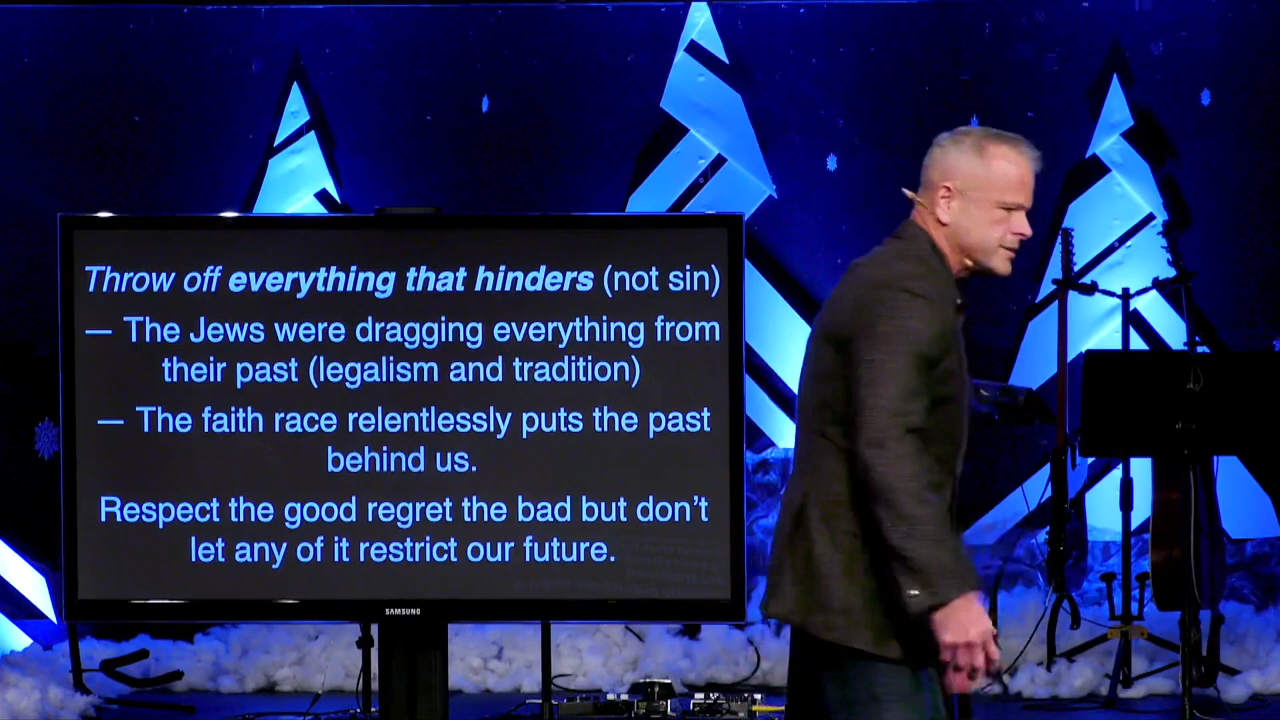 Throw off everything that hinders (not sin)
— The Jews were dragging everything from
their past (legalism and tradition)
— The faith race relentlessly puts the past
behind us.
Respect the good regret the bad but don’t
let any of it restrict our future.
SAMSUNG